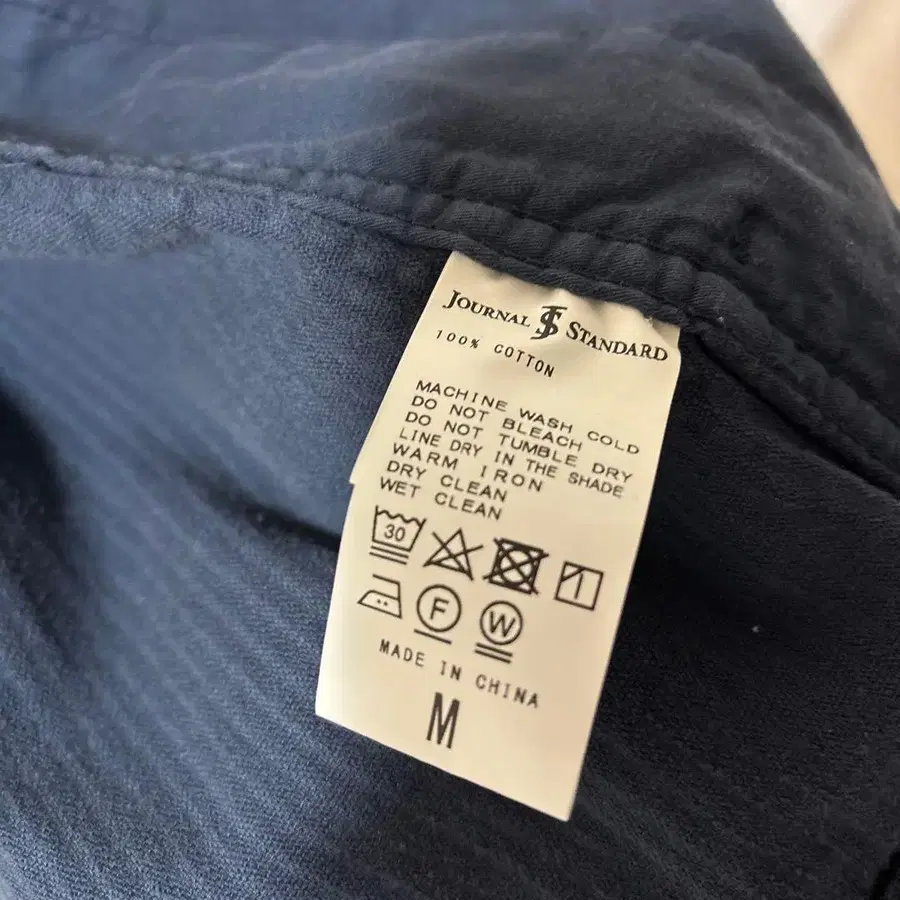 JOURNAL JS STANDARD
100% COTTON
MACHINE WASH COLD
DO NOT BLEACH
DO NOT TUMBLE DRY
LINE DRY IN THE SHADE
WARM IRON
DRY CLEAN
WET CLEAN
30
F W
MADE IN CHINA
M